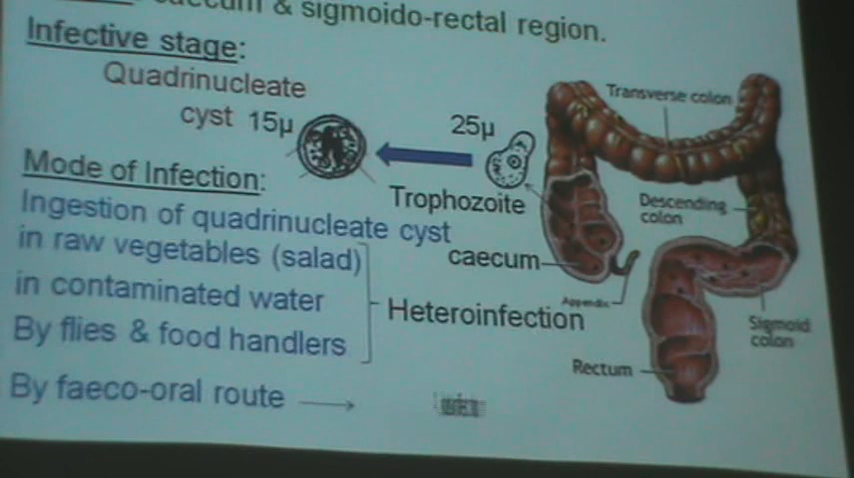 & sigmoido-rectal region.
Infective stage:
Quadrinucleate
cyst 15µ
25µ
Trophozoite
Mode of Infection:
Ingestion of quadrinucleate cyst
in raw vegetables (salad)
in contaminated water
By flies & food handlers
Heteroinfection
By faeco-oral route
Transverse colon
Descending
colon
caecum
Appendix
Sigmoid
colon
Rectum